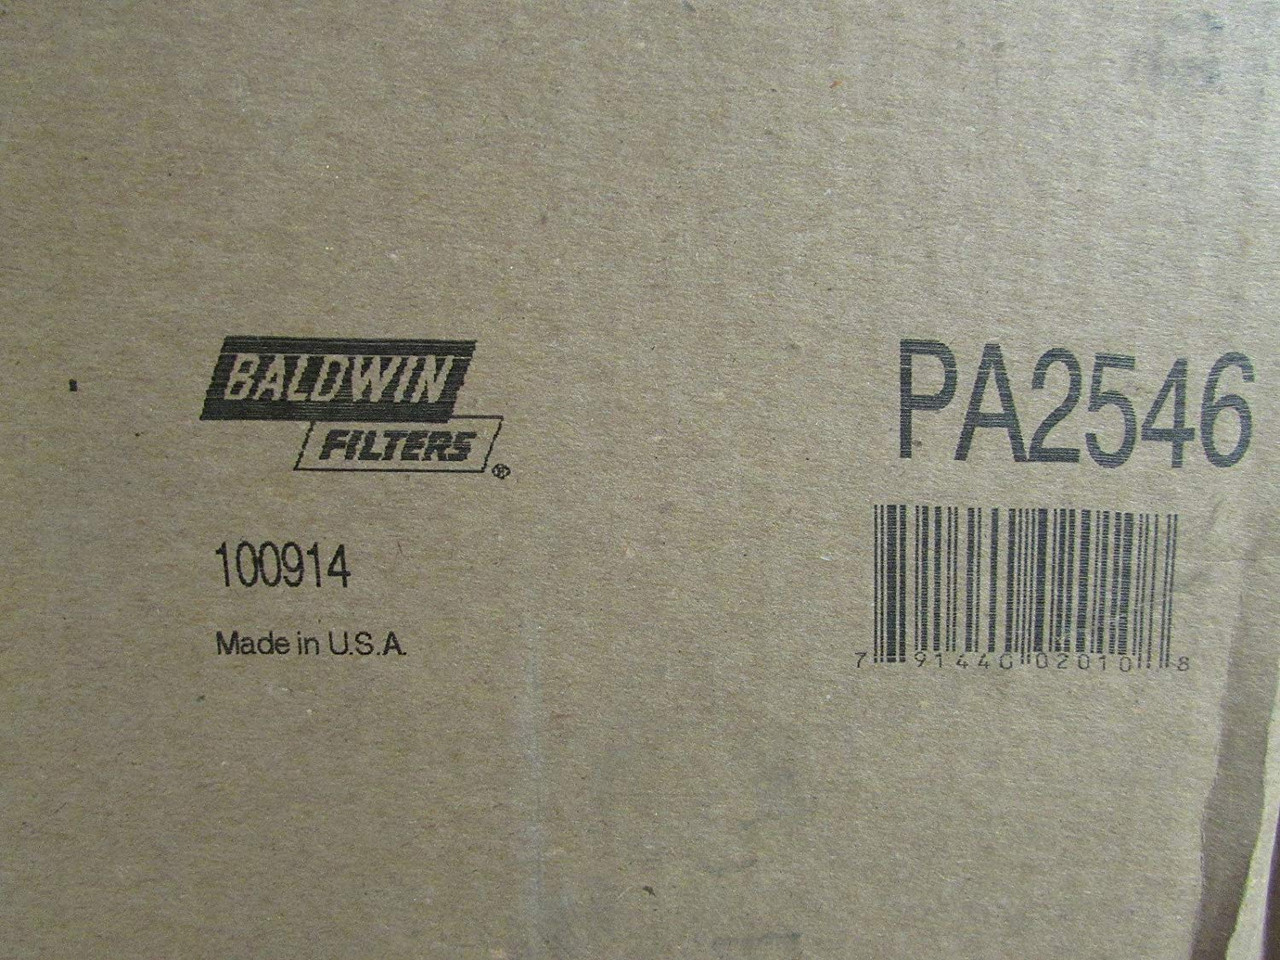 BALDWIN
FILTERS
®
100914
Made in U.S.A.
PA2546
7 91440 02010 8